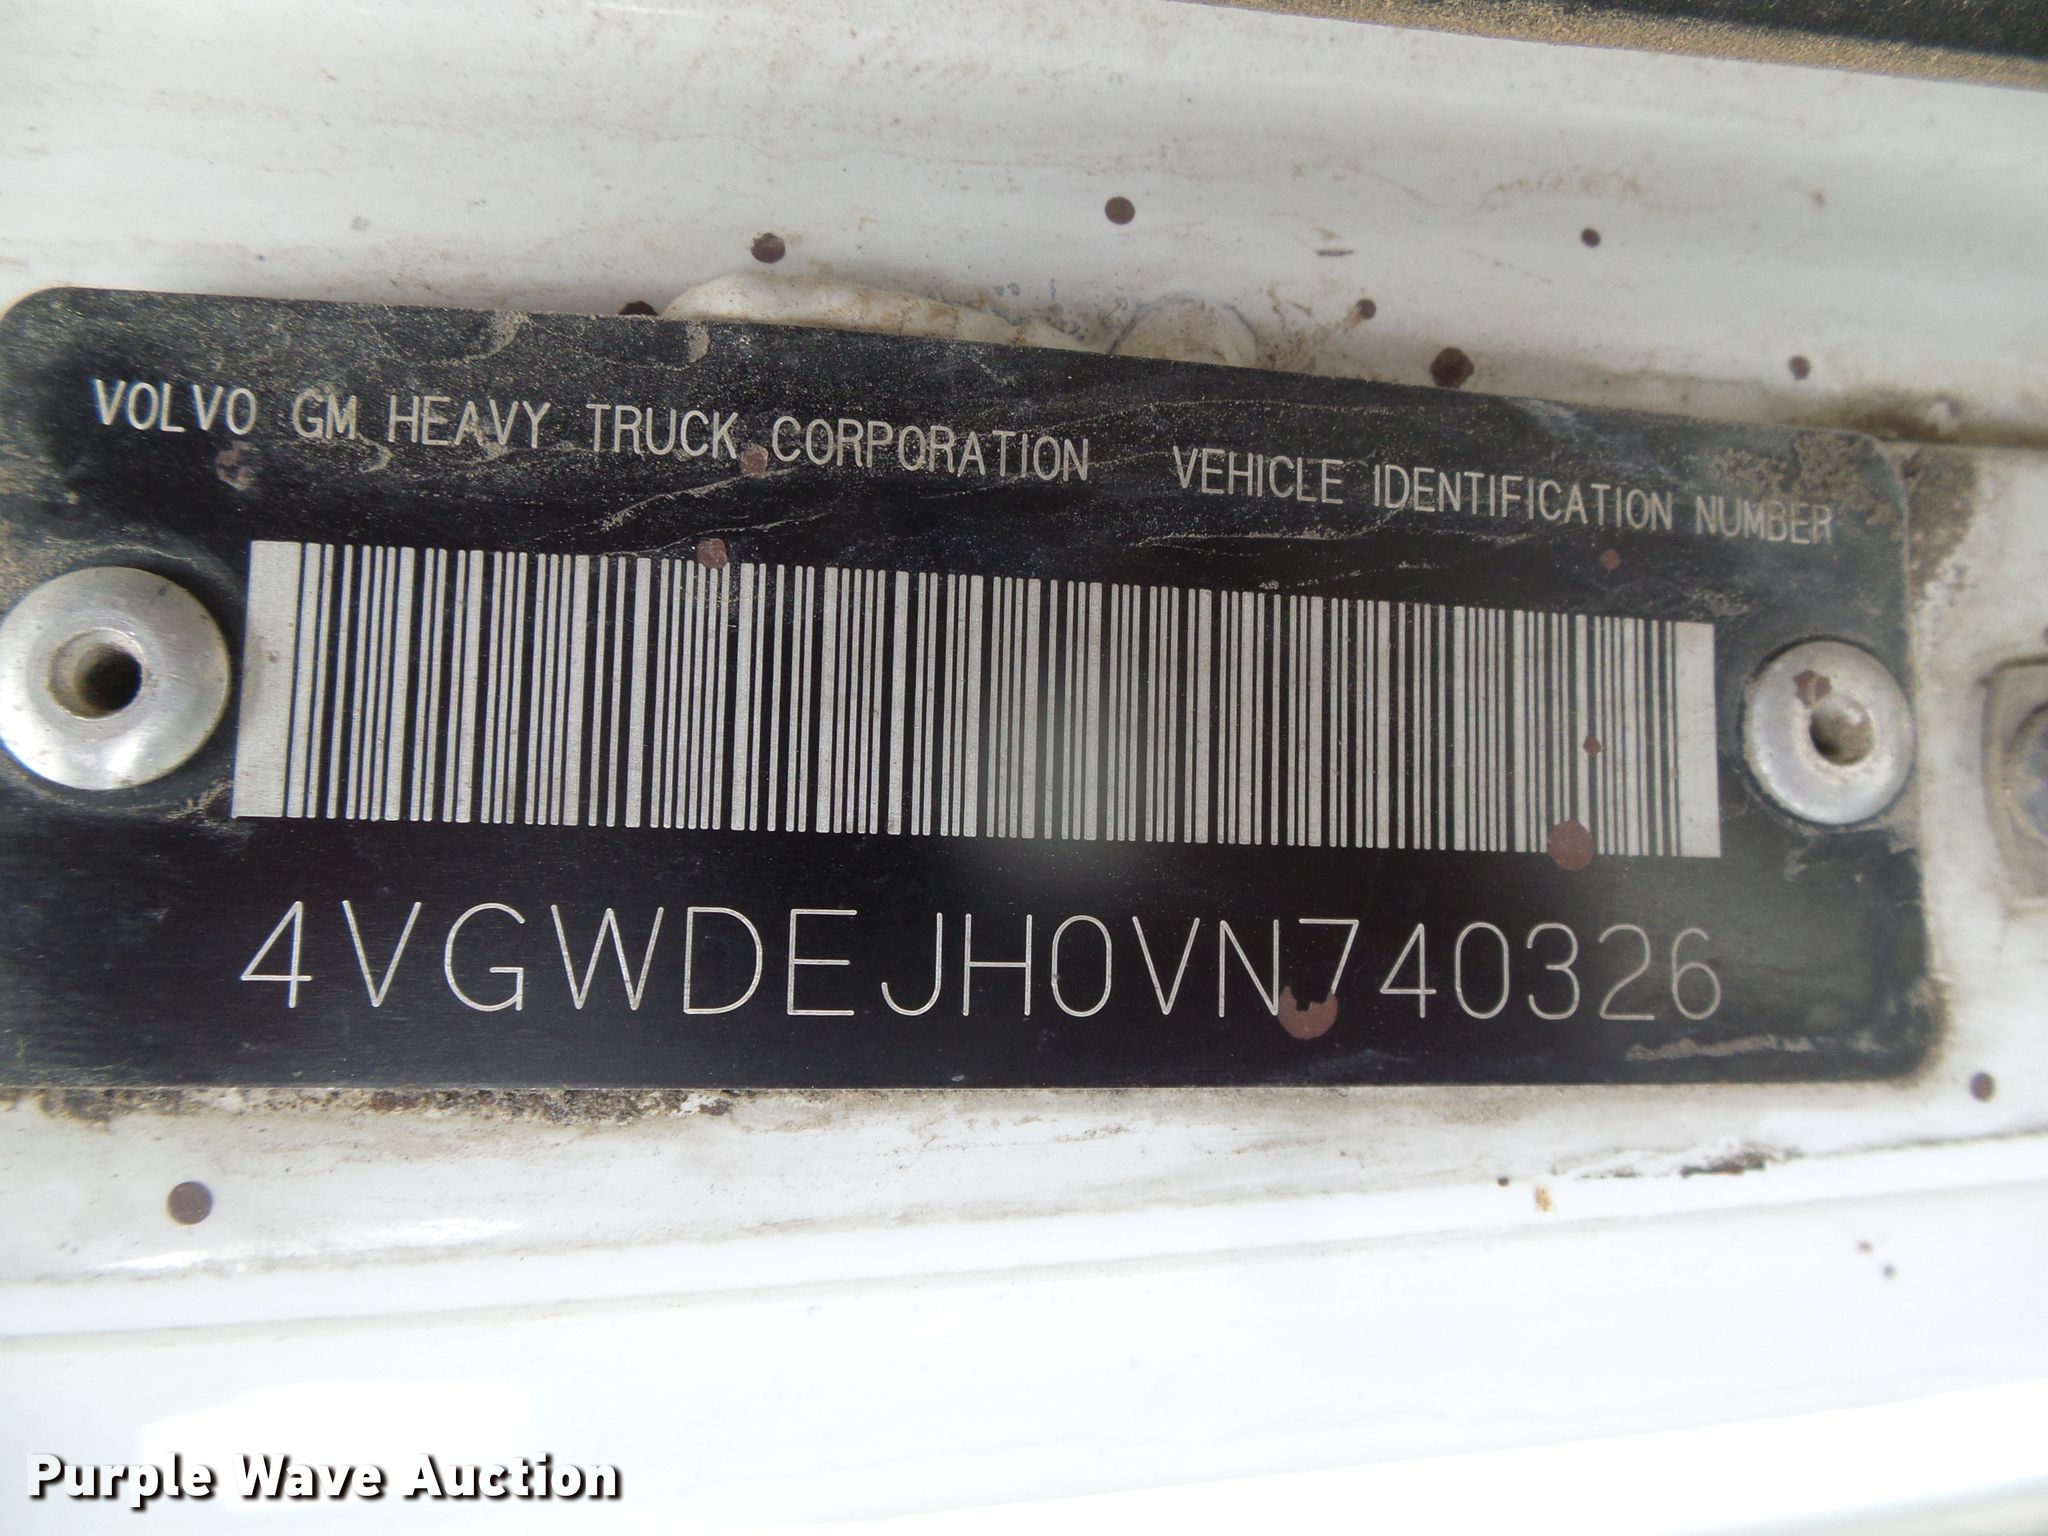 VOLVO GM HEAVY TRUCK CORPORATION VEHICLE IDENTIFICATION NUMBER
4VGWDEJH0VN740326
Purple Wave Auction